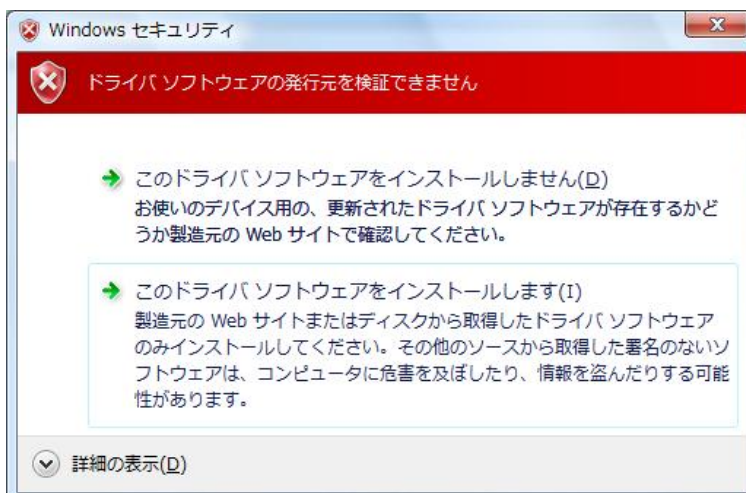 Windows セキュリティ
ドライバ ソフトウェアの発行元を検証できません
このドライバ ソフトウェアをインストールしません(D)
お使いのデバイス用の、更新されたドライバ ソフトウェアが存在するかど
うか製造元の Web サイトで確認してください。
このドライバ ソフトウェアをインストールします(I)
製造元の Web サイトまたはディスクから取得したドライバ ソフトウェア
のみインストールしてください。その他のソースから取得した署名のないソ
フトウェアは、コンピュータに危害を及ぼしたり、情報を盗んだりする可能
性があります。
詳細の表示(D)